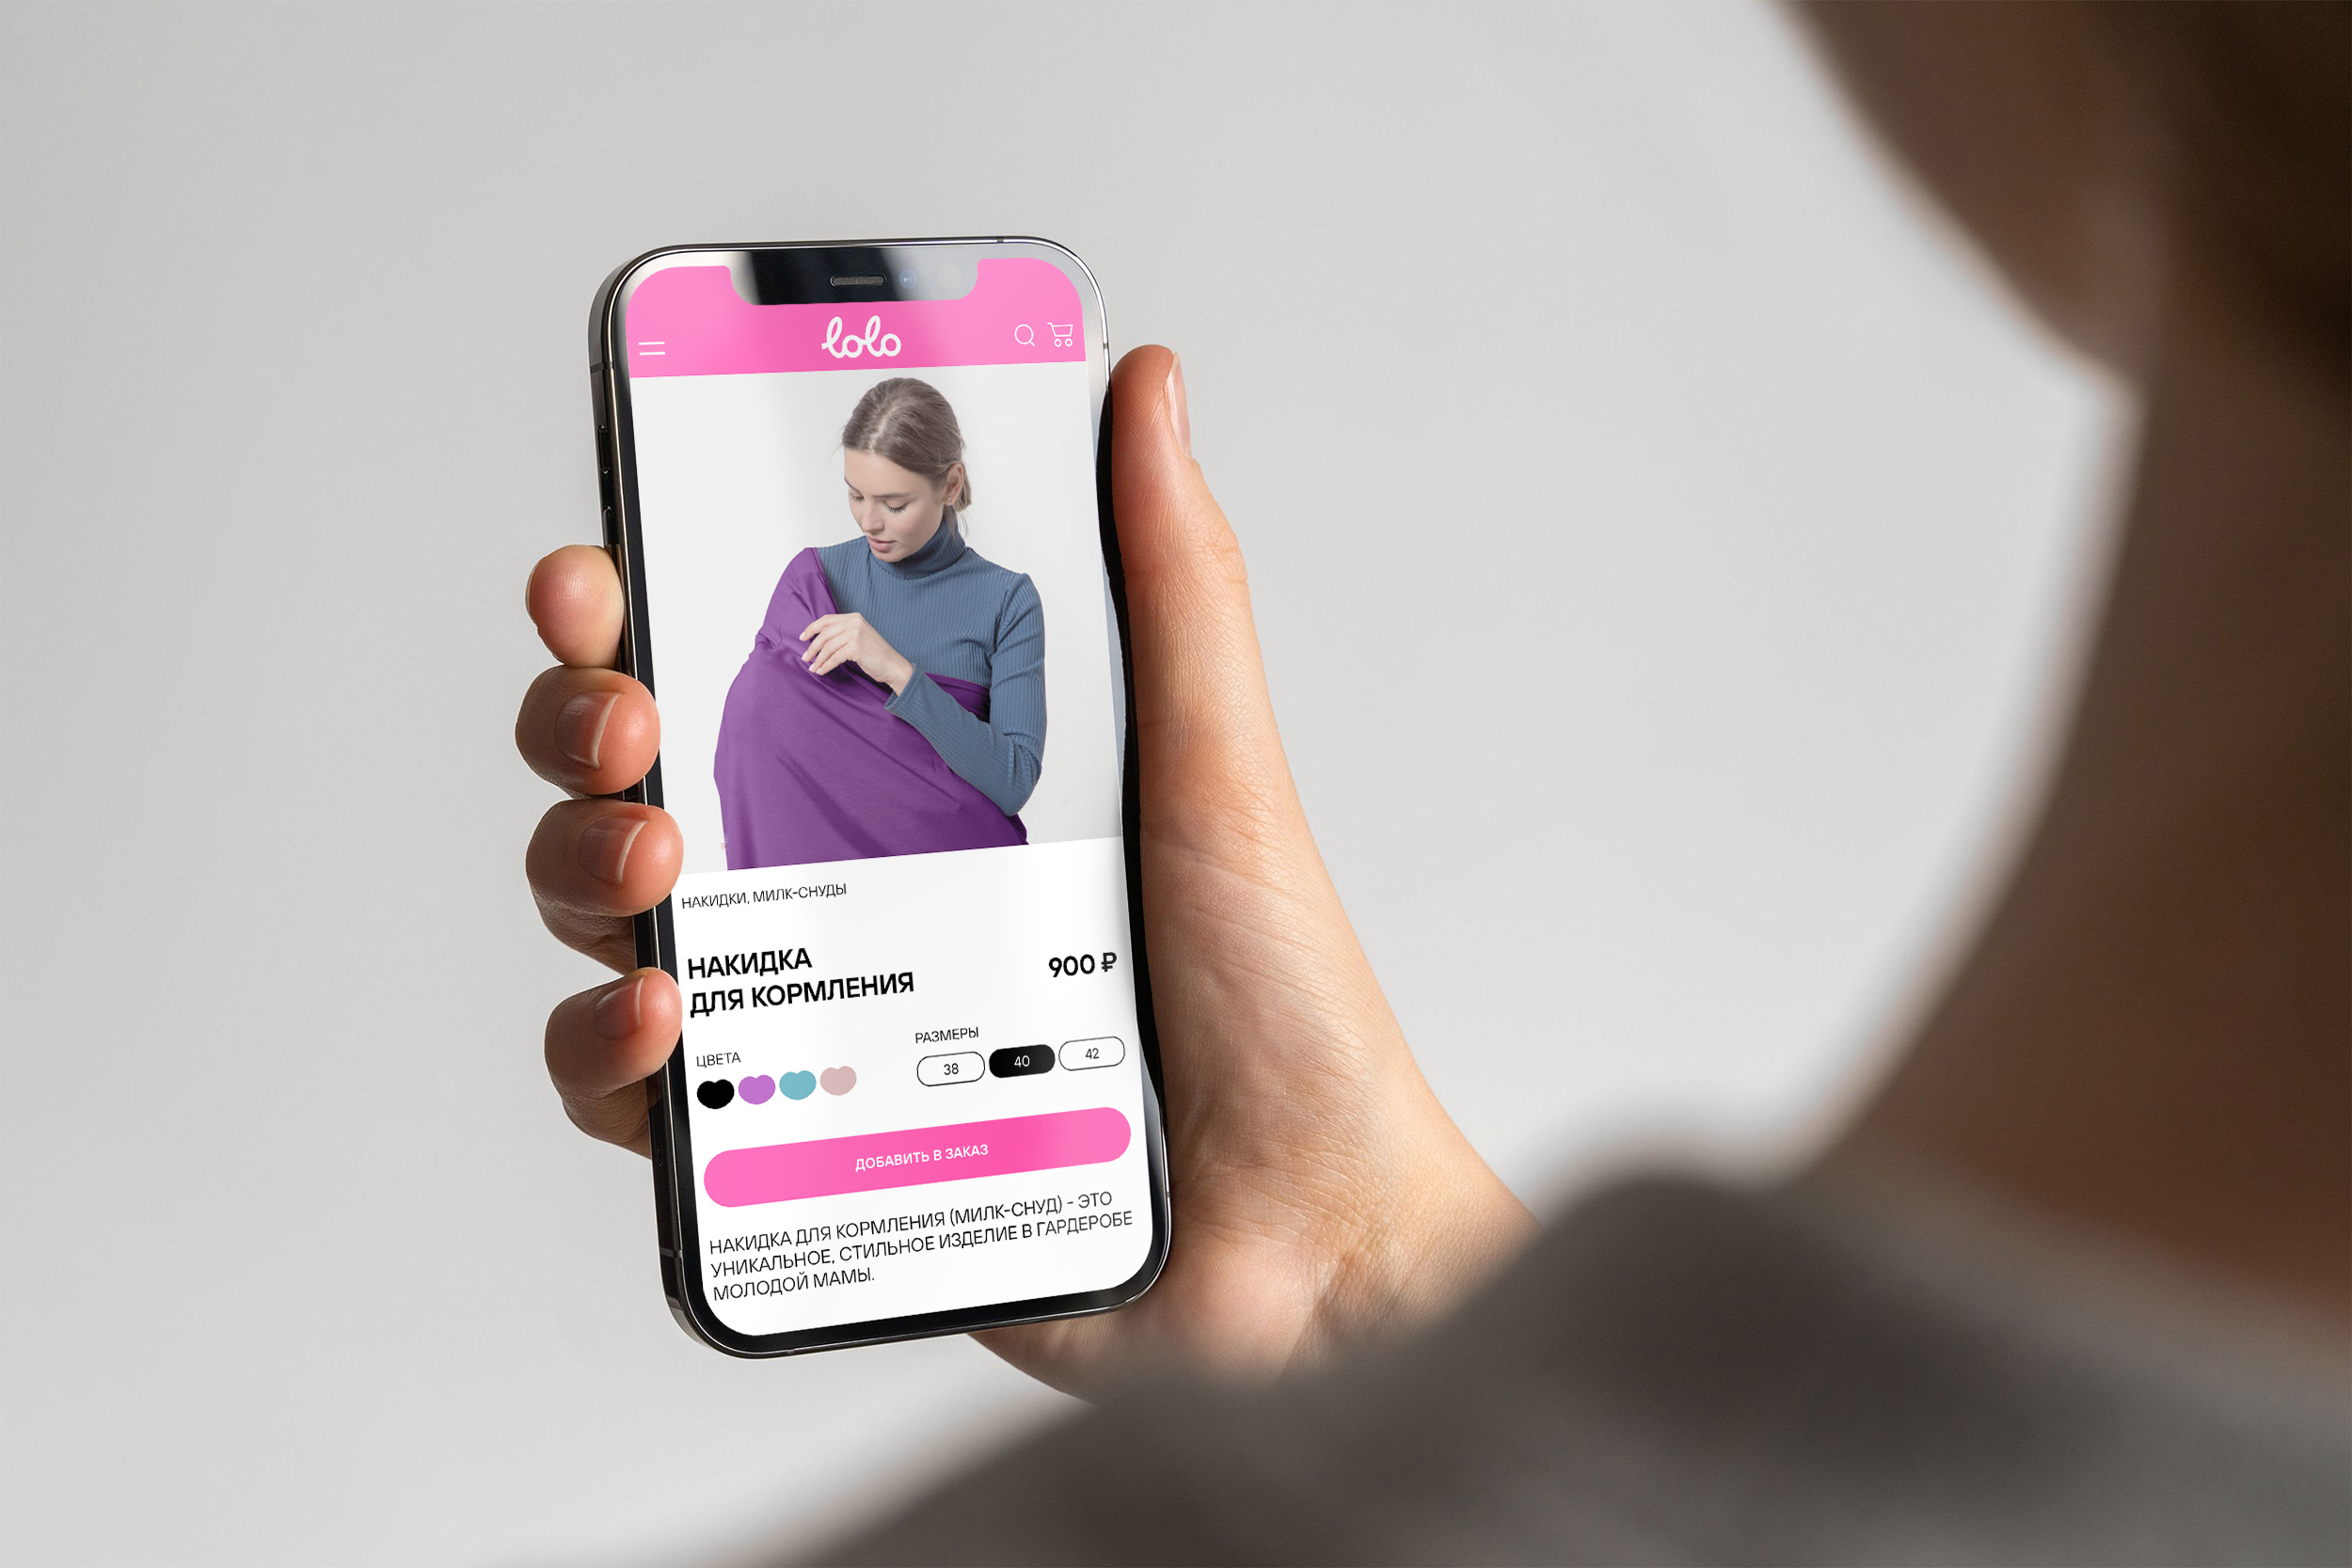 lolo
НАКИДКИ, МИЛК-СНУДЫ
НАКИДКА
ДЛЯ КОРМЛЕНИЯ
900 ₽
ЦВЕТА
РАЗМЕРЫ
38
40
42
ДОБАВИТЬ В ЗАКАЗ
НАКИДКА ДЛЯ КОРМЛЕНИЯ (МИЛК-СНУД) - ЭТО
УНИКАЛЬНОЕ, СТИЛЬНОЕ ИЗДЕЛИЕ В ГАРДЕРОБЕ
МОЛОДОЙ МАМЫ.